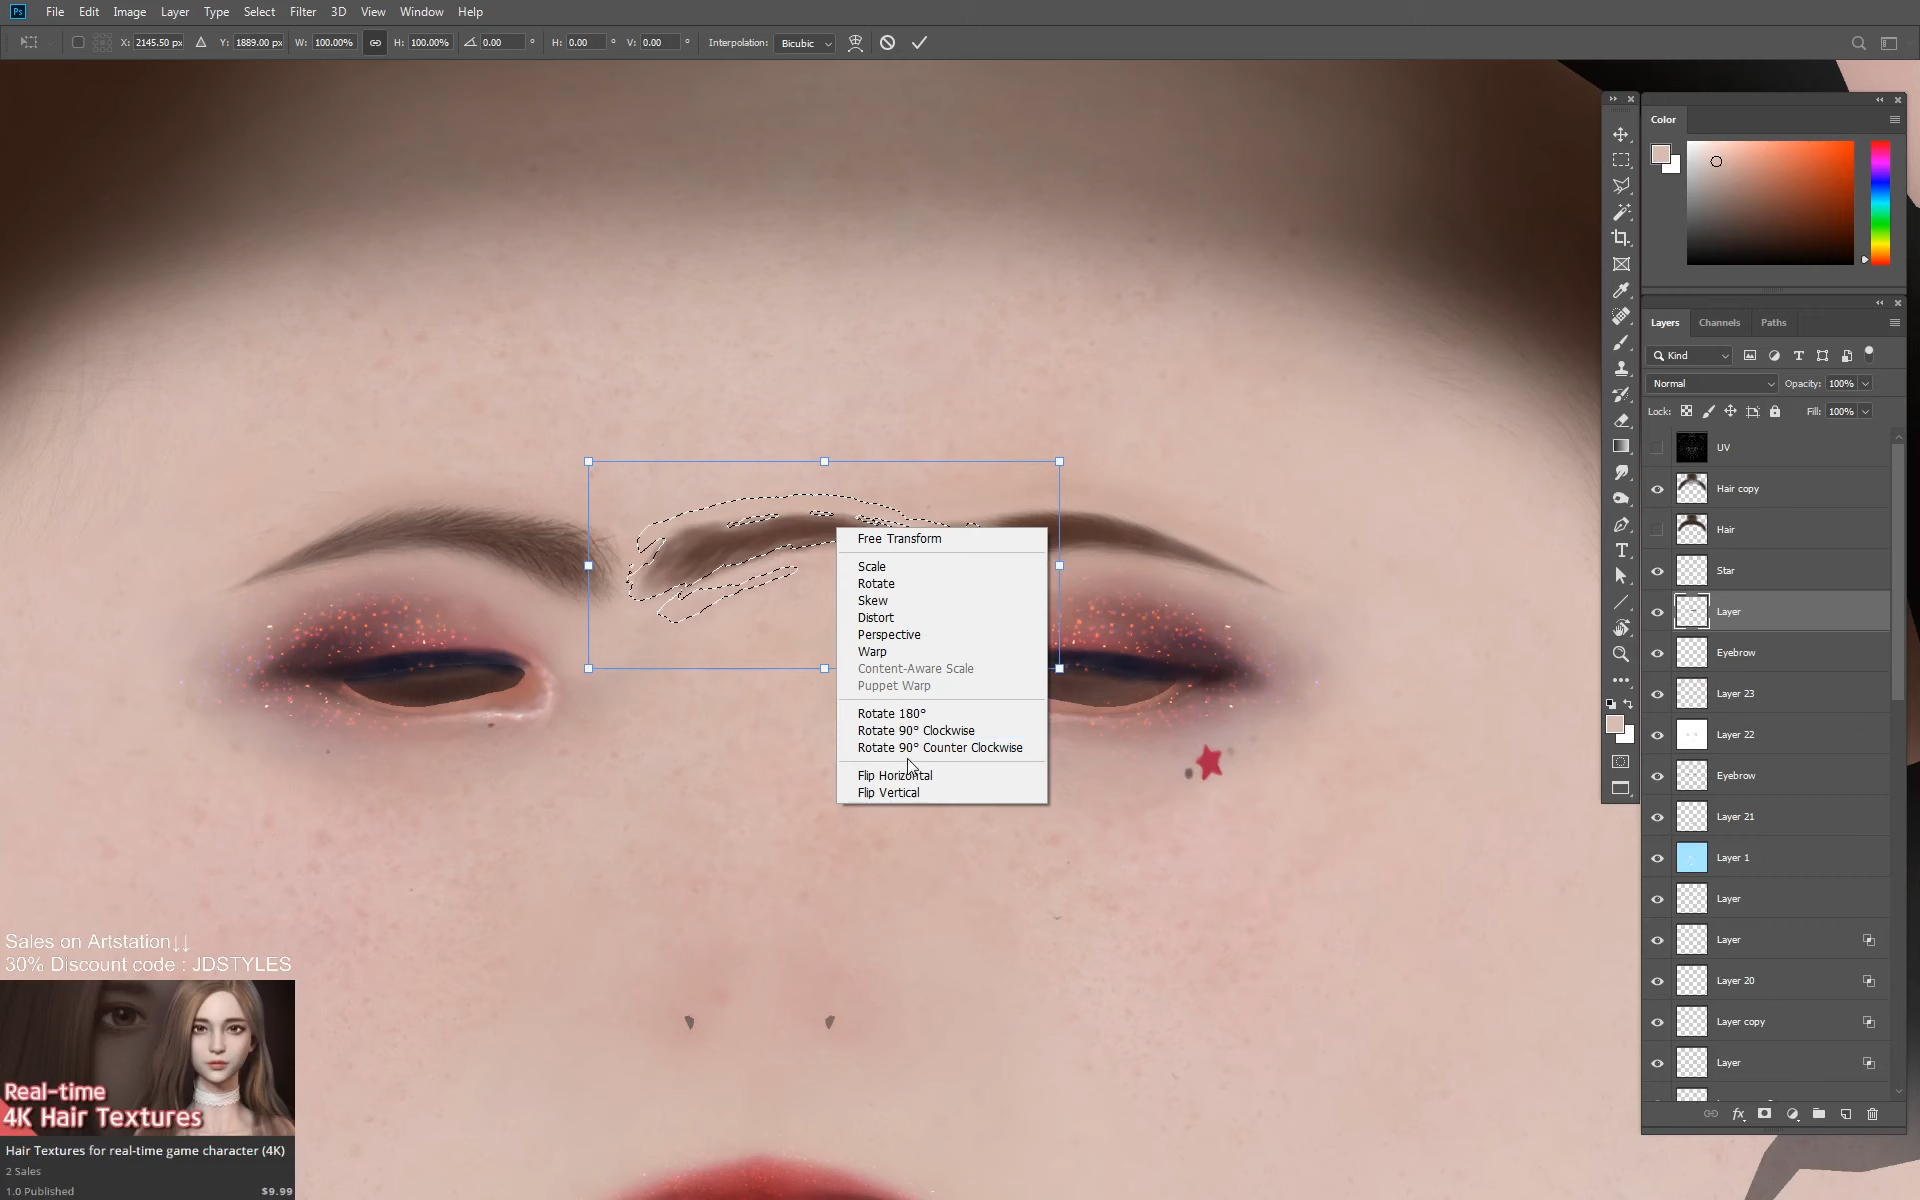 Ps File Edit Image Layer Type Select Filter 3D View Window Help
X: 2145.50 px Y: 1889.00 px W: 100.00% H: 100.00% 0.00 ° H: 0.00 ° V: 0.00 ° Interpolation: Bicubic
Color
Layers Channels Paths
Kind
Normal Opacity: 100%
Lock: Fill: 100%
UV
Hair copy
Hair
Star
Layer
Eyebrow
Layer 23
Layer 22
Eyebrow
Layer 21
Layer 1
Layer
Layer
Layer 20
Layer copy
Layer
fx
Free Transform
Scale
Rotate
Skew
Distort
Perspective
Warp
Content-Aware Scale
Puppet Warp
Rotate 180°
Rotate 90° Clockwise
Rotate 90° Counter Clockwise
Flip Horizontal
Flip Vertical
Sales on Artstation↓↓
30% Discount code : JDSTYLES
Real-time
4K Hair Textures
Hair Textures for real-time game character (4K)
2 Sales
1.0 Published $9.99